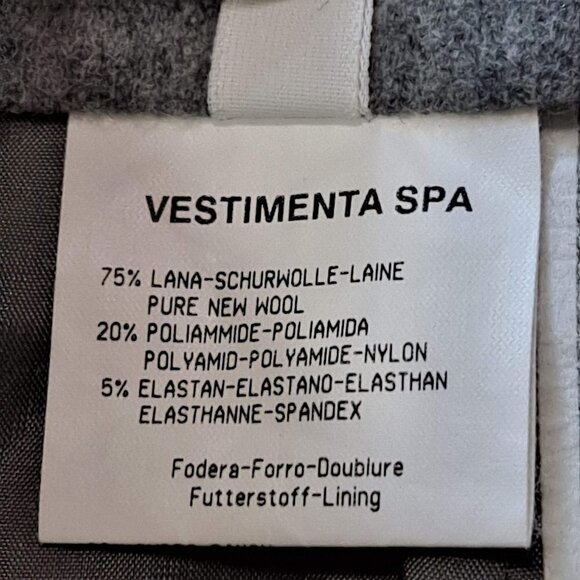 VESTIMENTA SPA
75% LANA-SCHURWOLLE-LAINE
PURE NEW WOOL
20% POLIAMMIDE-POLIAMIDA
POLYAMID-POLYAMIDE-NYLON
5% ELASTAN-ELASTANO-ELASTHAN
ELASTHANNE-SPANDEX
Fodera-Forro-Doublure
Futterstoff-Lining